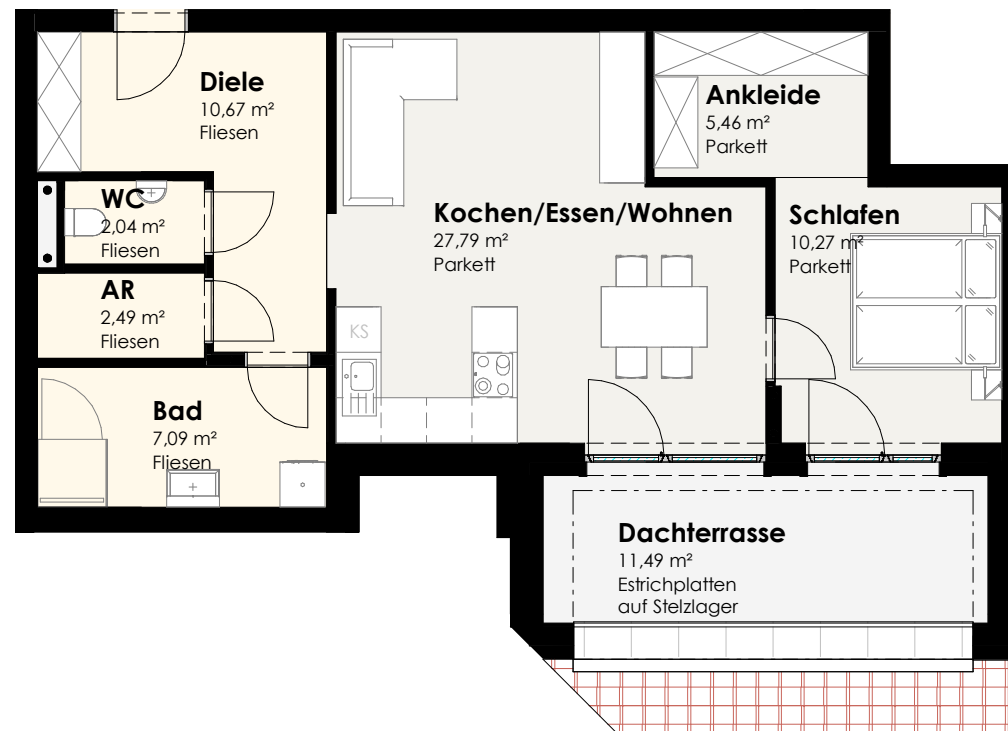 Diele
10,67 m²
Fliesen
Ankleide
5,46 m²
Parkett
WC
2,04 m²
Fliesen
Kochen/Essen/Wohnen
27,79 m²
Parkett
Schlafen
10,27 m²
Parkett
AR
2,49 m²
Fliesen
KS
Bad
7,09 m²
Fliesen
Dachterrasse
11,49 m²
Estrichplatten
auf Stelzlager